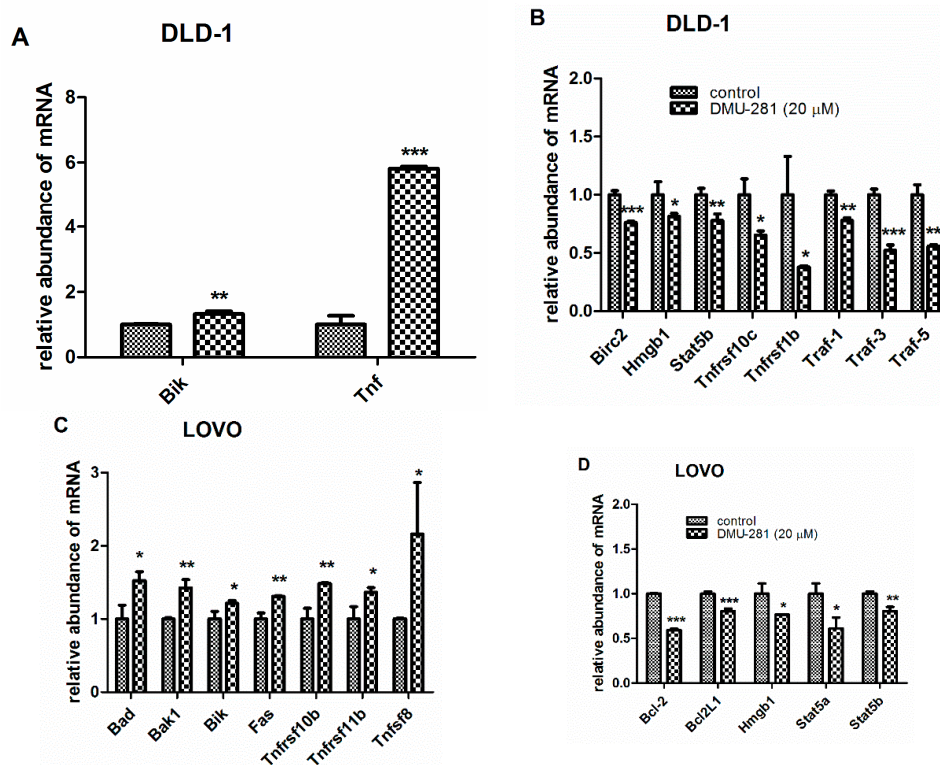 A
DLD-1
relative abundance of mRNA
8
6
4
2
0
**
***
Bik
Tnf
B
DLD-1
relative abundance of mRNA
2.0
1.5
1.0
0.5
0.0
control
DMU-281 (20 μM)
***
*
**
*
*
**
***
**
Birc2
Hmgb1
Stat5b
Tnfrsf10c
Tnfrsf1b
Traf-1
Traf-3
Traf-5
C
LOVO
relative abundance of mRNA
3
2
1
0
*
**
*
**
**
*
*
Bad
Bak1
Bik
Fas
Tnfrsf10b
Tnfrsf11b
Tnfsf8
D
LOVO
relative abundance of mRNA
2.0
1.5
1.0
0.5
0.0
control
DMU-281 (20 μM)
***
***
*
*
**
Bcl-2
Bcl2L1
Hmgb1
Stat5a
Stat5b